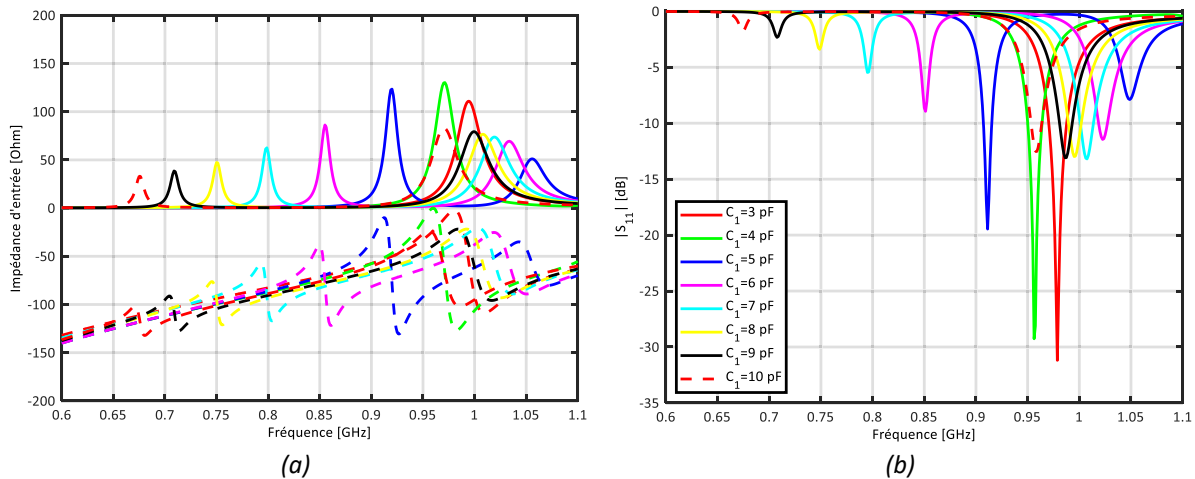 200
150
100
50
0
-50
-100
-150
-200
0.6 0.65 0.7 0.75 0.8 0.85 0.9 0.95 1 1.05 1.1
Impédance d'entrée [Ohm]
Fréquence [GHz]
(a)
0
-5
-10
-15
-20
-25
-30
-35
0.6 0.65 0.7 0.75 0.8 0.85 0.9 0.95 1 1.05 1.1
|S11| [dB]
Fréquence [GHz]
C1=3 pF
C1=4 pF
C1=5 pF
C1=6 pF
C1=7 pF
C1=8 pF
C1=9 pF
C1=10 pF
(b)